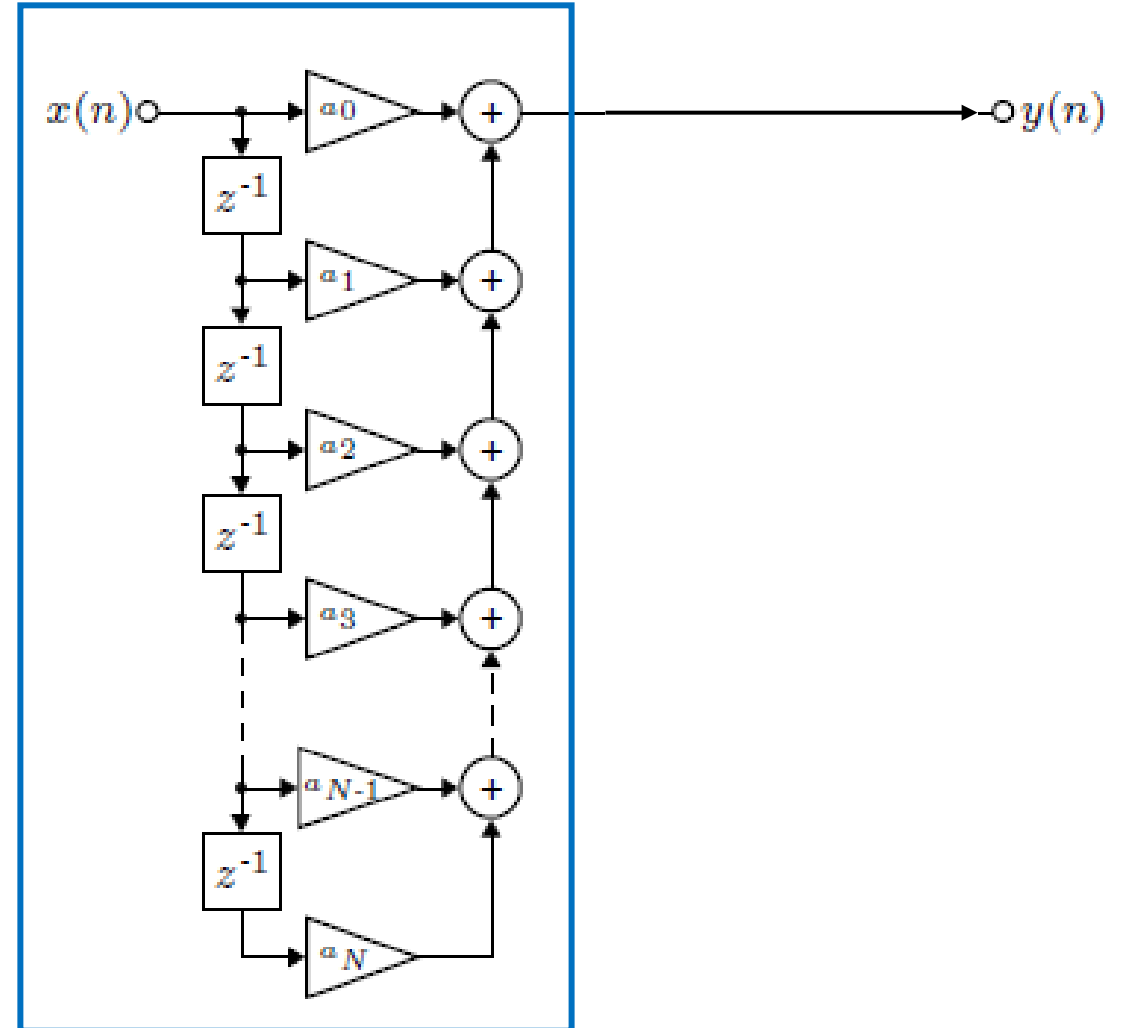 x(n) a0 + y(n)
z-1
a1 +
z-1
a2 +
z-1
a3 +
aN-1 +
z-1
aN